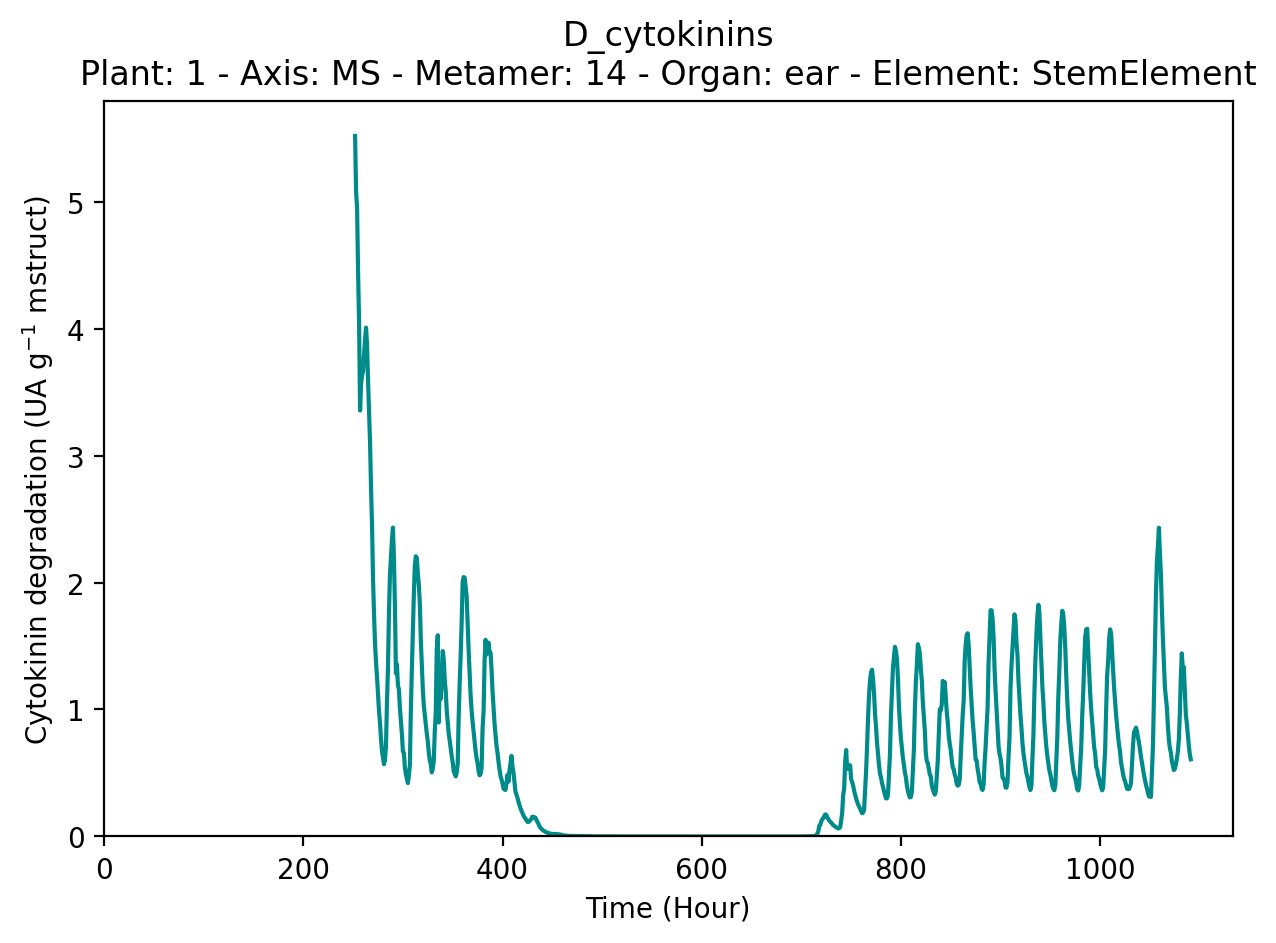 D_cytokinins
Plant: 1 - Axis: MS - Metamer: 14 - Organ: ear - Element: StemElement
Cytokinin degradation (UA g⁻¹ mstruct)
5
4
3
2
1
0
0 200 400 600 800 1000
Time (Hour)